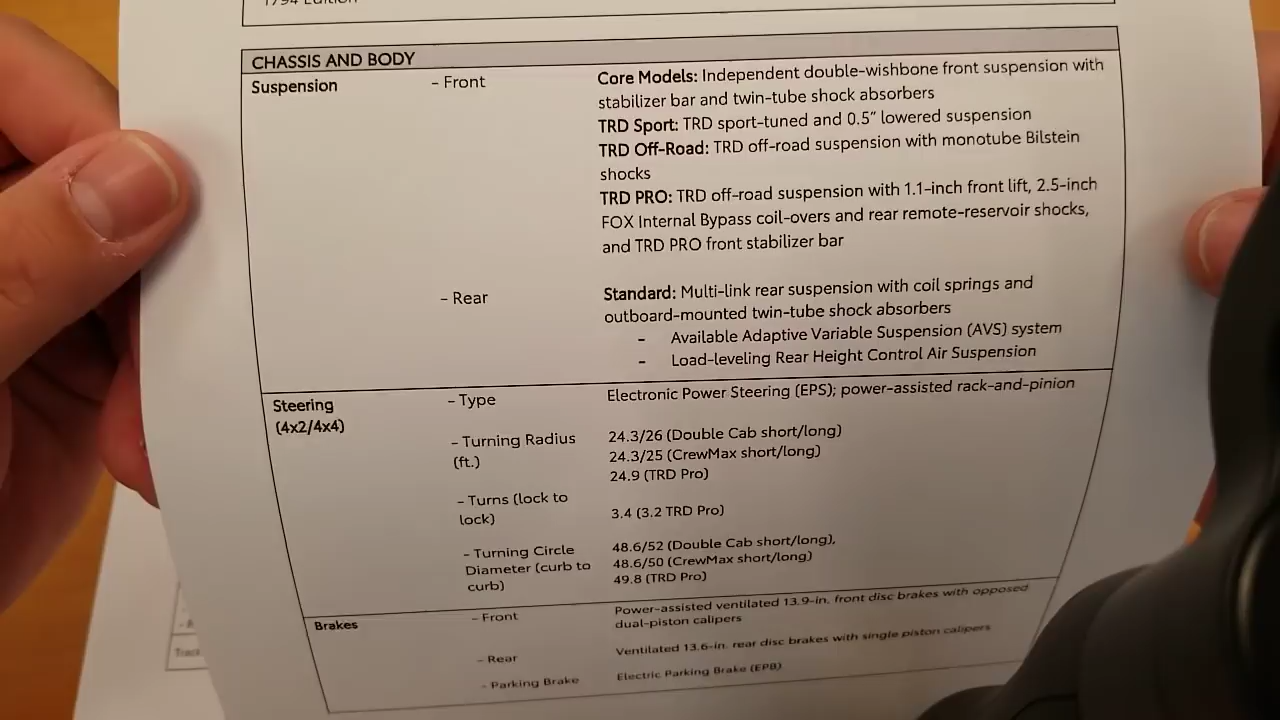 1794 Edition
CHASSIS AND BODY
Suspension
- Front
Core Models: Independent double-wishbone front suspension with
stabilizer bar and twin-tube shock absorbers
TRD Sport: TRD sport-tuned and 0.5” lowered suspension
TRD Off-Road: TRD off-road suspension with monotube Bilstein
shocks
TRD PRO: TRD off-road suspension with 1.1-inch front lift, 2.5-inch
FOX Internal Bypass coil-overs and rear remote-reservoir shocks,
and TRD PRO front stabilizer bar
- Rear
Standard: Multi-link rear suspension with coil springs and
outboard-mounted twin-tube shock absorbers
- Available Adaptive Variable Suspension (AVS) system
- Load-leveling Rear Height Control Air Suspension
Steering
(4x2/4x4)
- Type
Electronic Power Steering (EPS); power-assisted rack-and-pinion
- Turning Radius
(ft.)
24.3/26 (Double Cab short/long)
24.3/25 (CrewMax short/long)
24.9 (TRD Pro)
- Turns (lock to
lock)
3.4 (3.2 TRD Pro)
- Turning Circle
Diameter (curb to
curb)
48.6/52 (Double Cab short/long),
48.6/50 (CrewMax short/long)
49.8 (TRD Pro)
Brakes
- Front
Power-assisted ventilated 13.9-in. front disc brakes with opposed
dual-piston calipers
- Rear
Ventilated 13.6-in. rear disc brakes with single piston calipers
- Parking Brake
Electric Parking Brake (EPB)